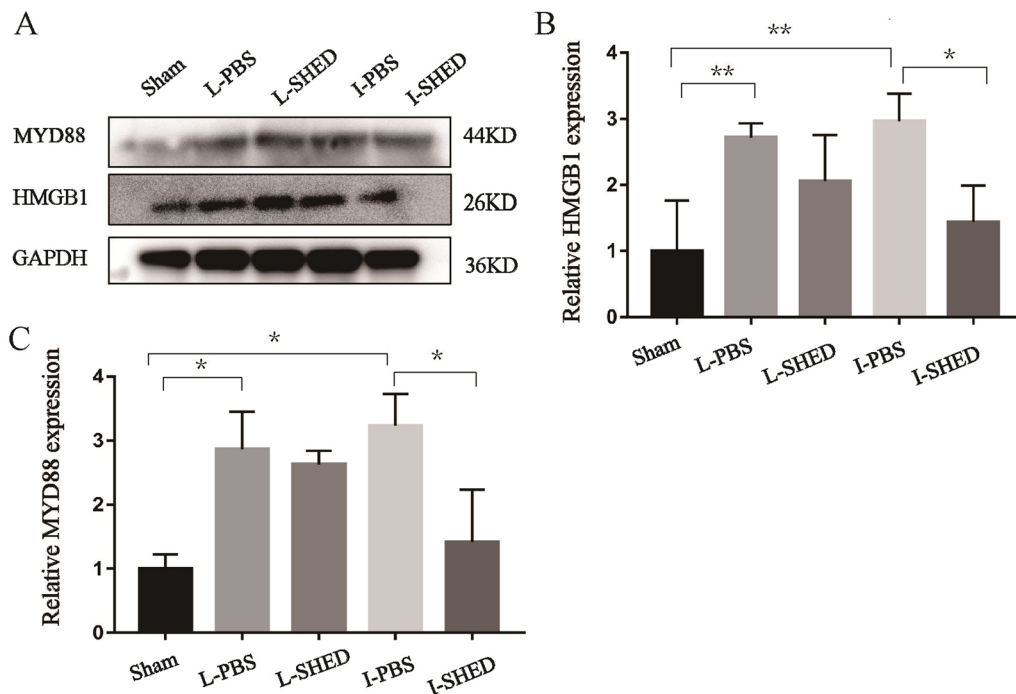 A
Sham L-PBS L-SHED I-PBS I-SHED
MYD88 44KD
HMGB1 26KD
GAPDH 36KD
B
Relative HMGB1 expression
4
3
2
1
0
** ** *
Sham L-PBS L-SHED I-PBS I-SHED
C
Relative MYD88 expression
4
3
2
1
0
* * *
Sham L-PBS L-SHED I-PBS I-SHED